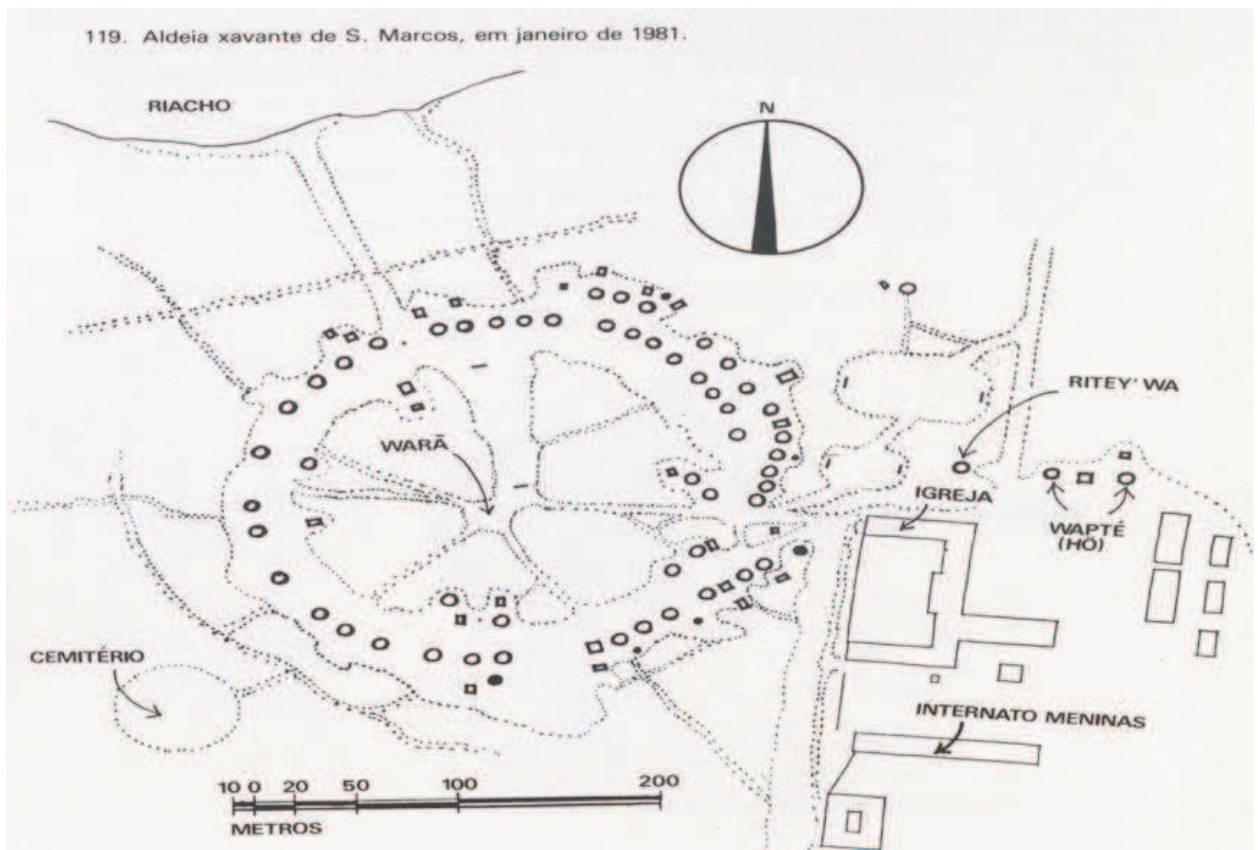 119. Aldeia xavante de S. Marcos, em janeiro de 1981.
RIACHO
N
RITEY' WA
WARÃ
IGREJA
WAPTÉ
(HÖ)
CEMITÉRIO
INTERNATO MENINAS
10 0 20 50 100 200
METROS